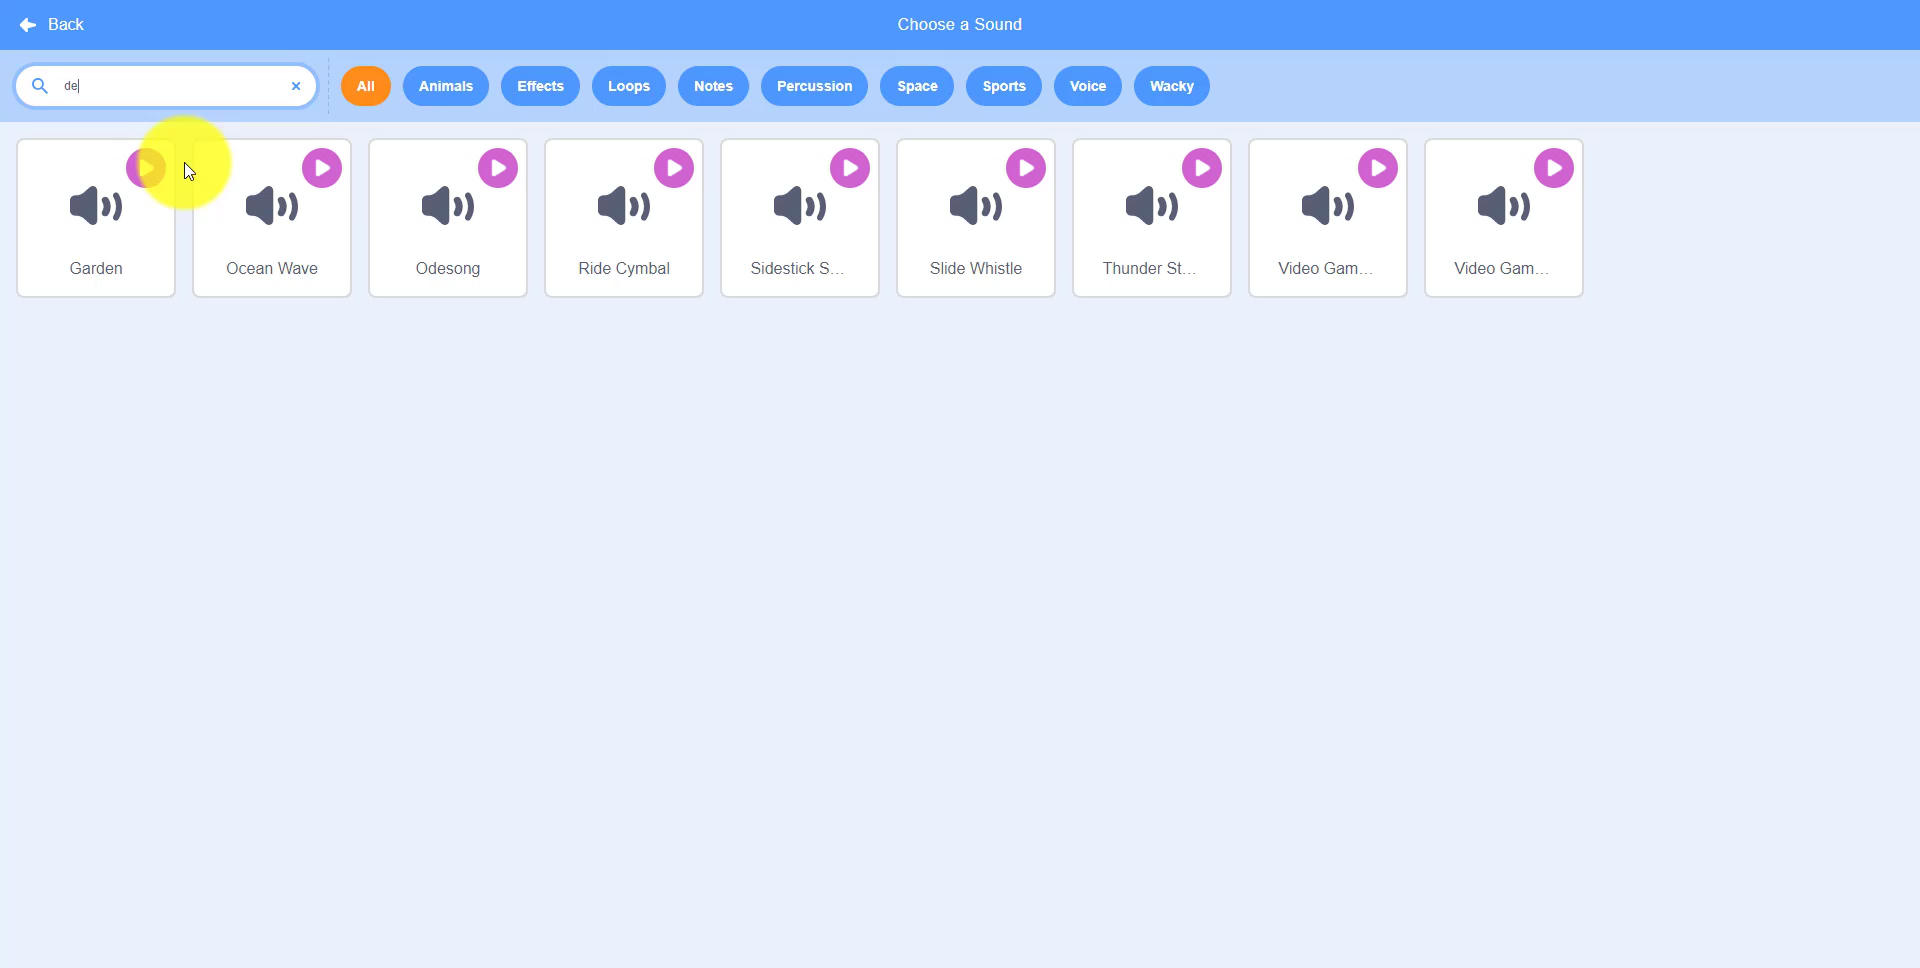 Back
Choose a Sound
de
All
Animals
Effects
Loops
Notes
Percussion
Space
Sports
Voice
Wacky
Garden
Ocean Wave
Odesong
Ride Cymbal
Sidestick S...
Slide Whistle
Thunder St...
Video Gam...
Video Gam...